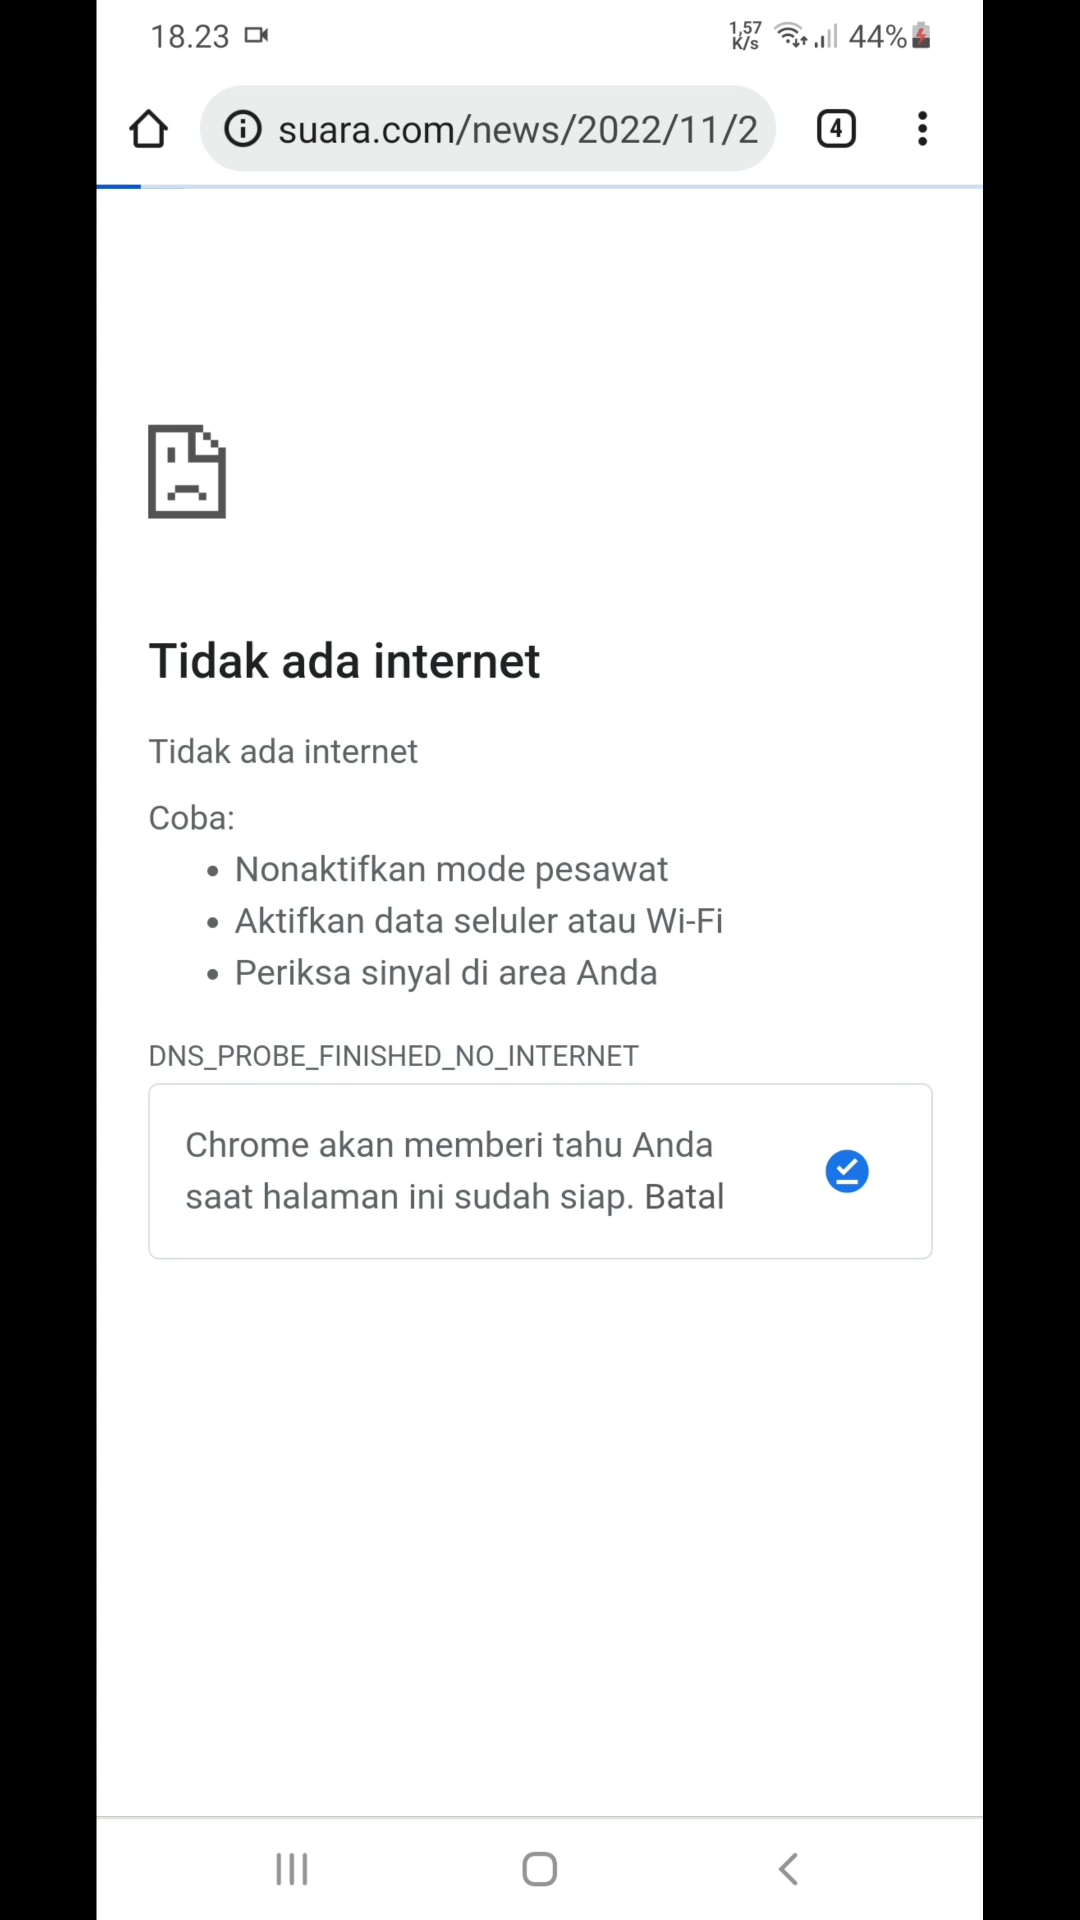 18.23
1,57
K/s
44%
suara.com/news/2022/11/2
4
Tidak ada internet
Tidak ada internet
Coba:
• Nonaktifkan mode pesawat
• Aktifkan data seluler atau Wi-Fi
• Periksa sinyal di area Anda
DNS_PROBE_FINISHED_NO_INTERNET
Chrome akan memberi tahu Anda
saat halaman ini sudah siap. Batal